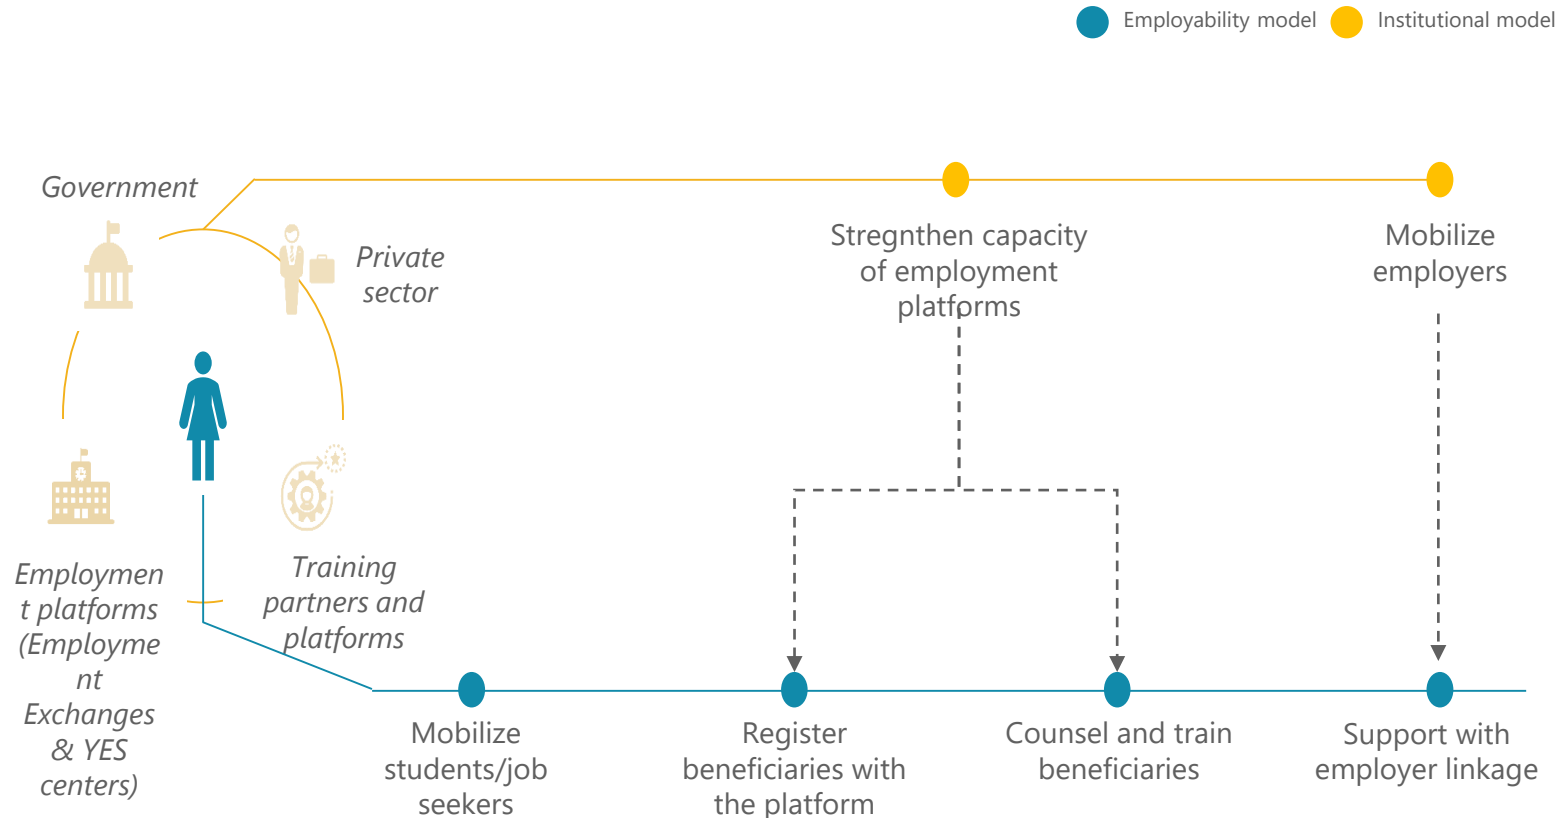 Employability model
Institutional model
Government
Private
sector
Stregnthen capacity
of employment
platforms
Mobilize
employers
Employmen
t platforms
(Employme
nt
Exchanges
& YES
centers)
Training
partners and
platforms
Mobilize
students/job
seekers
Register
beneficiaries with
the platform
Counsel and train
beneficiaries
Support with
employer linkage